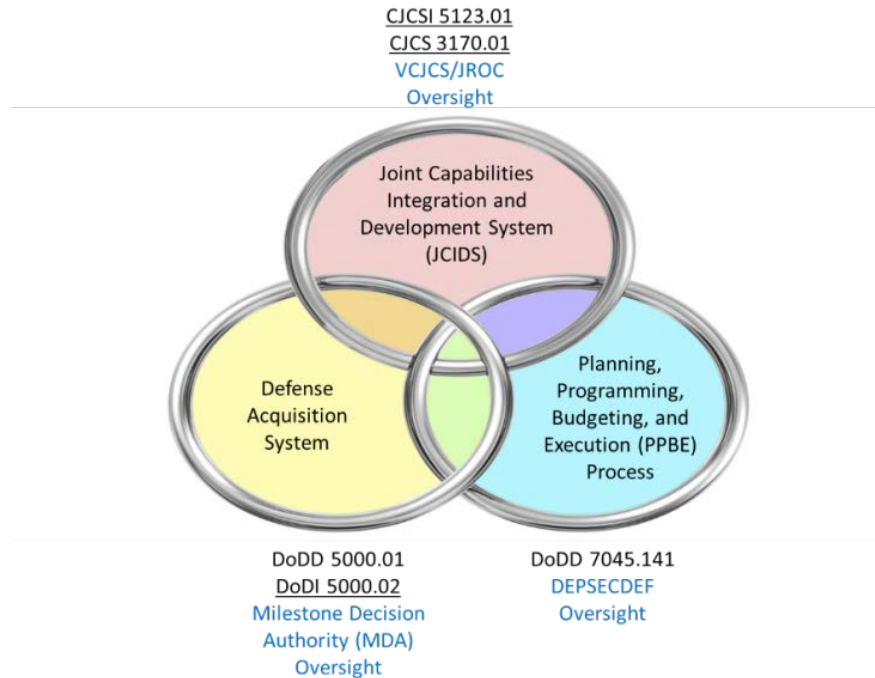 CJCSI 5123.01
CJCS 3170.01
VCJCS/JROC
Oversight
Joint Capabilities
Integration and
Development System
(JCIDS)
Defense
Acquisition
System
Planning,
Programming,
Budgeting, and
Execution (PPBE)
Process
DoDD 5000.01
DoDI 5000.02
Milestone Decision
Authority (MDA)
Oversight
DoDD 7045.141
DEPSECDEF
Oversight